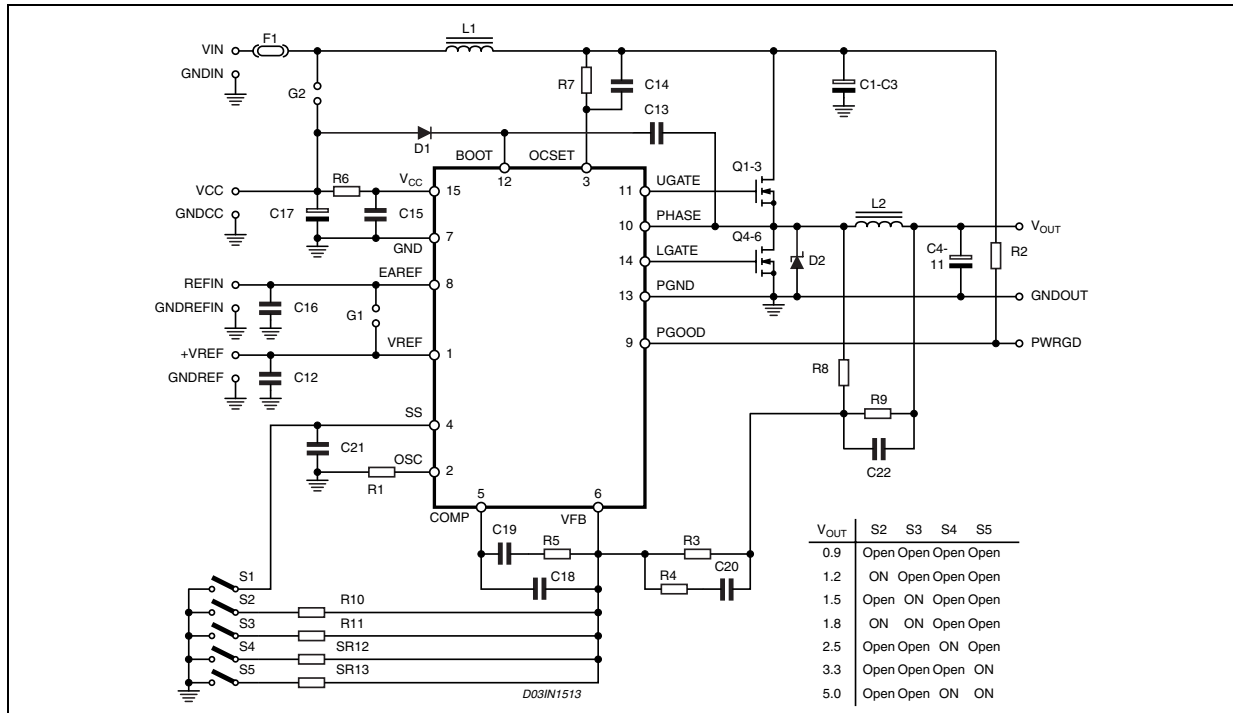 F1
L1
VIN
GNDIN
G2
R7
C14
C1-C3
C13
D1
BOOT
OCSET
12
3
Q1-3
R6
VCC
VCC
15
11
UGATE
GNDCC
C17
C15
10
PHASE
L2
VOUT
7
GND
Q4-6
14
LGATE
D2
C4-
11
R2
EAREF
REFIN
8
13
PGND
GNDOUT
GNDREFIN
C16
G1
PGOOD
VREF
9
PWRGD
+VREF
1
GNDREF
C12
R8
SS
R9
4
C21
OSC
2
C22
R1
5
6
COMP
VFB
C19
R5
R3
C20
R4
C18
S1
S2
R10
S3
R11
S4
SR12
S5
SR13
D03IN1513
VOUT S2 S3 S4 S5
0.9 Open Open Open Open
1.2 ON Open Open Open
1.5 Open ON Open Open
1.8 ON ON Open Open
2.5 Open Open ON Open
3.3 Open Open Open ON
5.0 Open Open ON ON